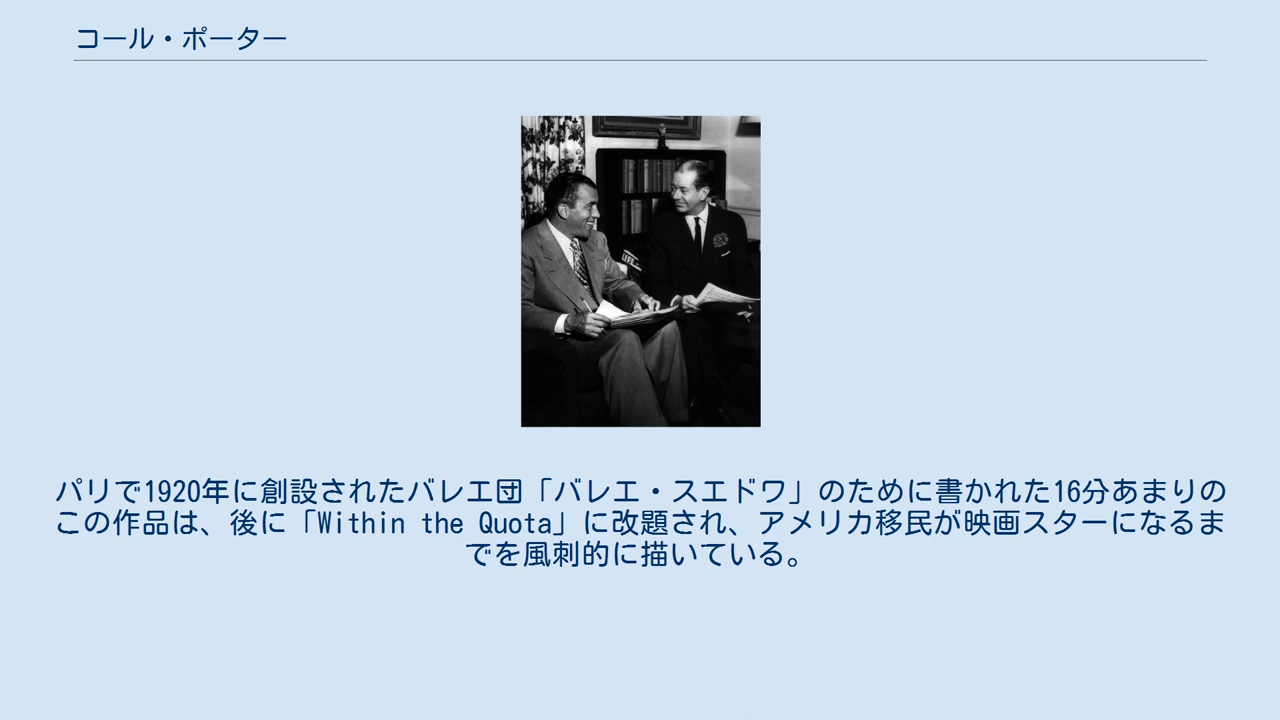 コール・ポーター
LIFE
パリで1920年に創設されたバレエ団「バレエ・スエドワ」のために書かれた16分あまりの
この作品は、後に「Within the Quota」に改題され、アメリカ移民が映画スターになるま
でを風刺的に描いている。